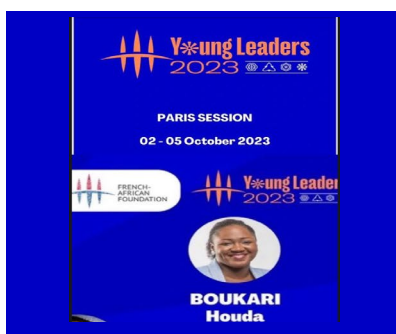 Young Leaders
2023
PARIS SESSION
02 - 05 October 2023
FRENCH-
AFRICAN
FOUNDATION
Young Leader
2023
BOUKARI
Houda